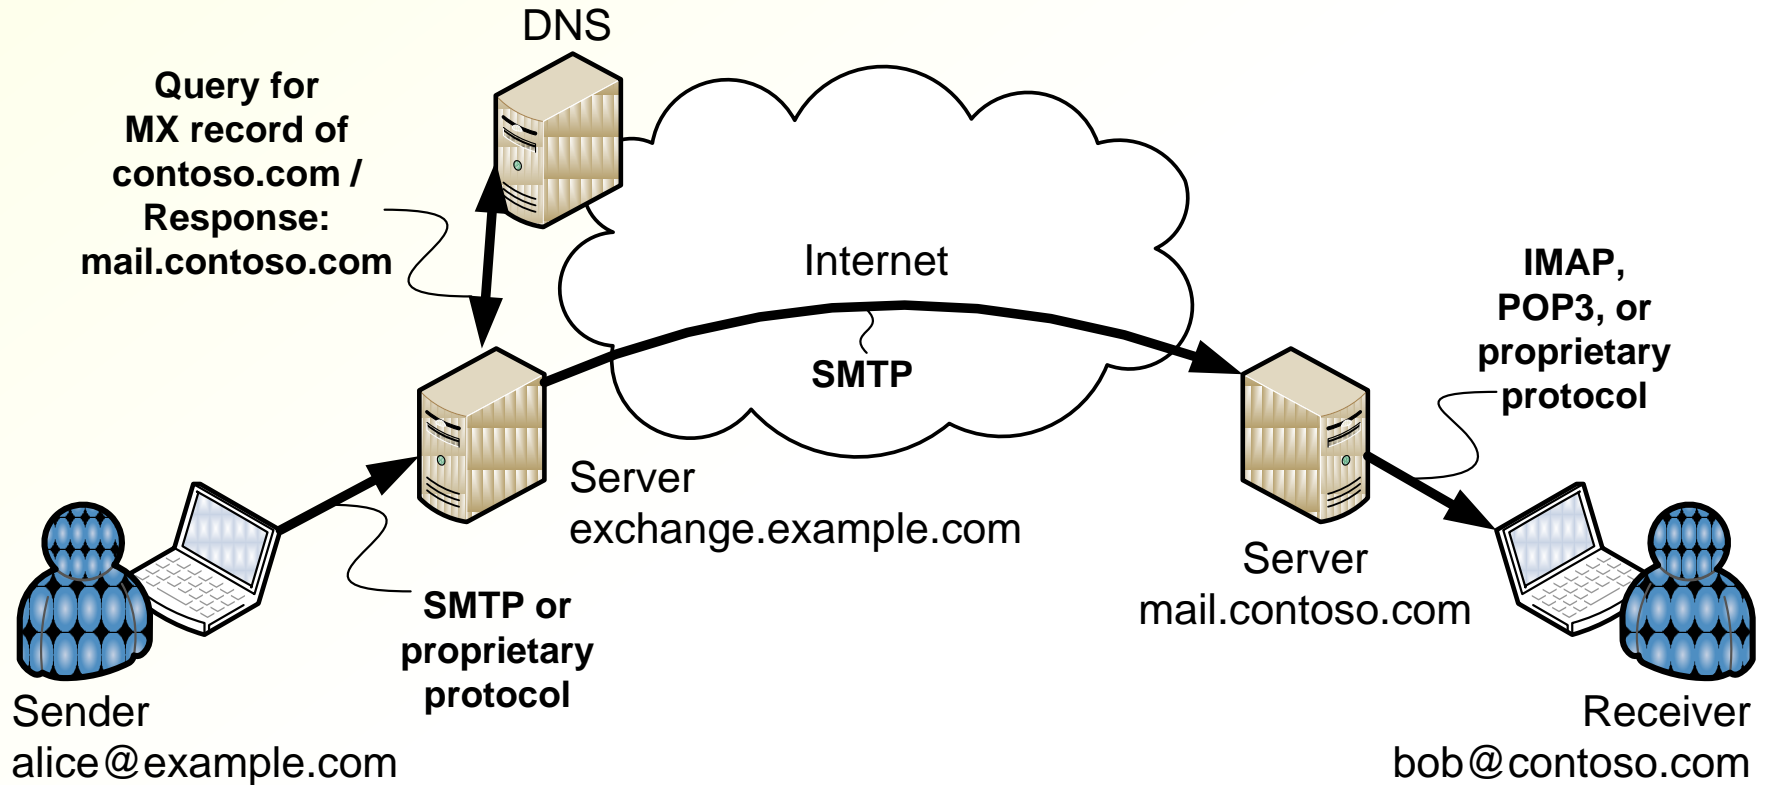 DNS
Query for
MX record of
contoso.com /
Response:
mail.contoso.com
Internet
SMTP
IMAP,
POP3, or
proprietary
protocol
Server
exchange.example.com
Server
mail.contoso.com
SMTP or
proprietary
protocol
Sender
alice@example.com
Receiver
bob@contoso.com